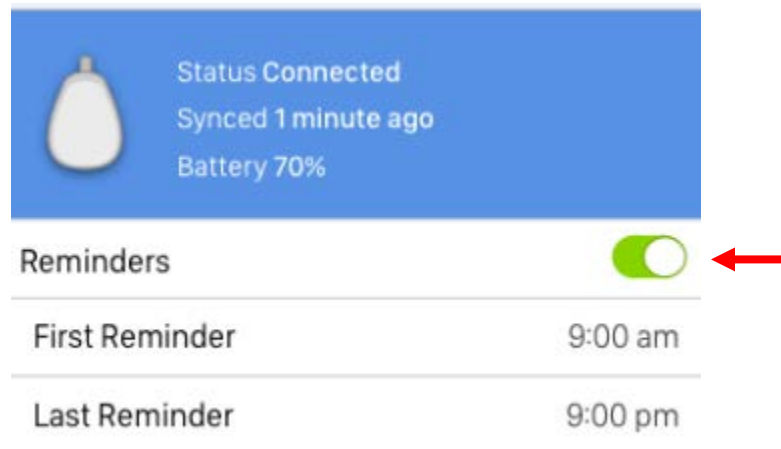 Status Connected
Synced 1 minute ago
Battery 70%
Reminders
First Reminder 9:00 am
Last Reminder 9:00 pm